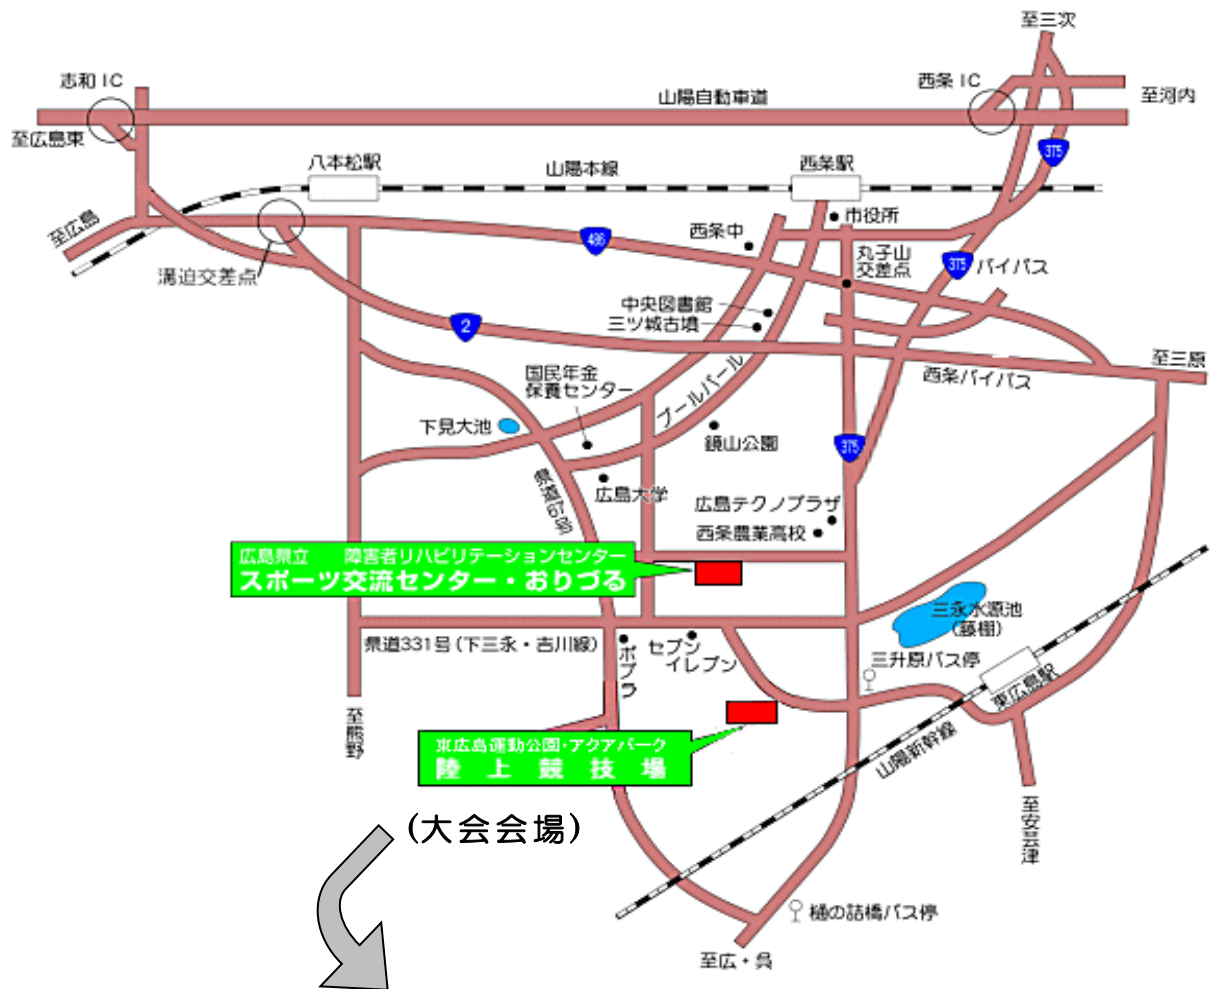 至三次
志和 IC
西条 IC
山陽自動車道
至河内
至広島東
375
八本松駅
山陽本線
西条駅
至広島
市役所
西条中
486
丸子山
交差点
375
バイパス
溝迫交差点
中央図書館
三ツ城古墳
2
至三原
国民年金
保養センター
ブールバール
西条バイパス
下見大池
鏡山公園
375
広島大学
広島テクノプラザ
西条農業高校
広島県立 障害者リハビリテーションセンター
スポーツ交流センター・おりづる
三永水源池
(藤棚)
県道331号(下三永・吉川線)
ポプラ
セブン
イレブン
三升原バス停
東広島駅
至熊野
山陽新幹線
東広島運動公園・アクアパーク
陸上競技場
至安芸津
(大会会場)
樋の詰橋バス停
至広・呉